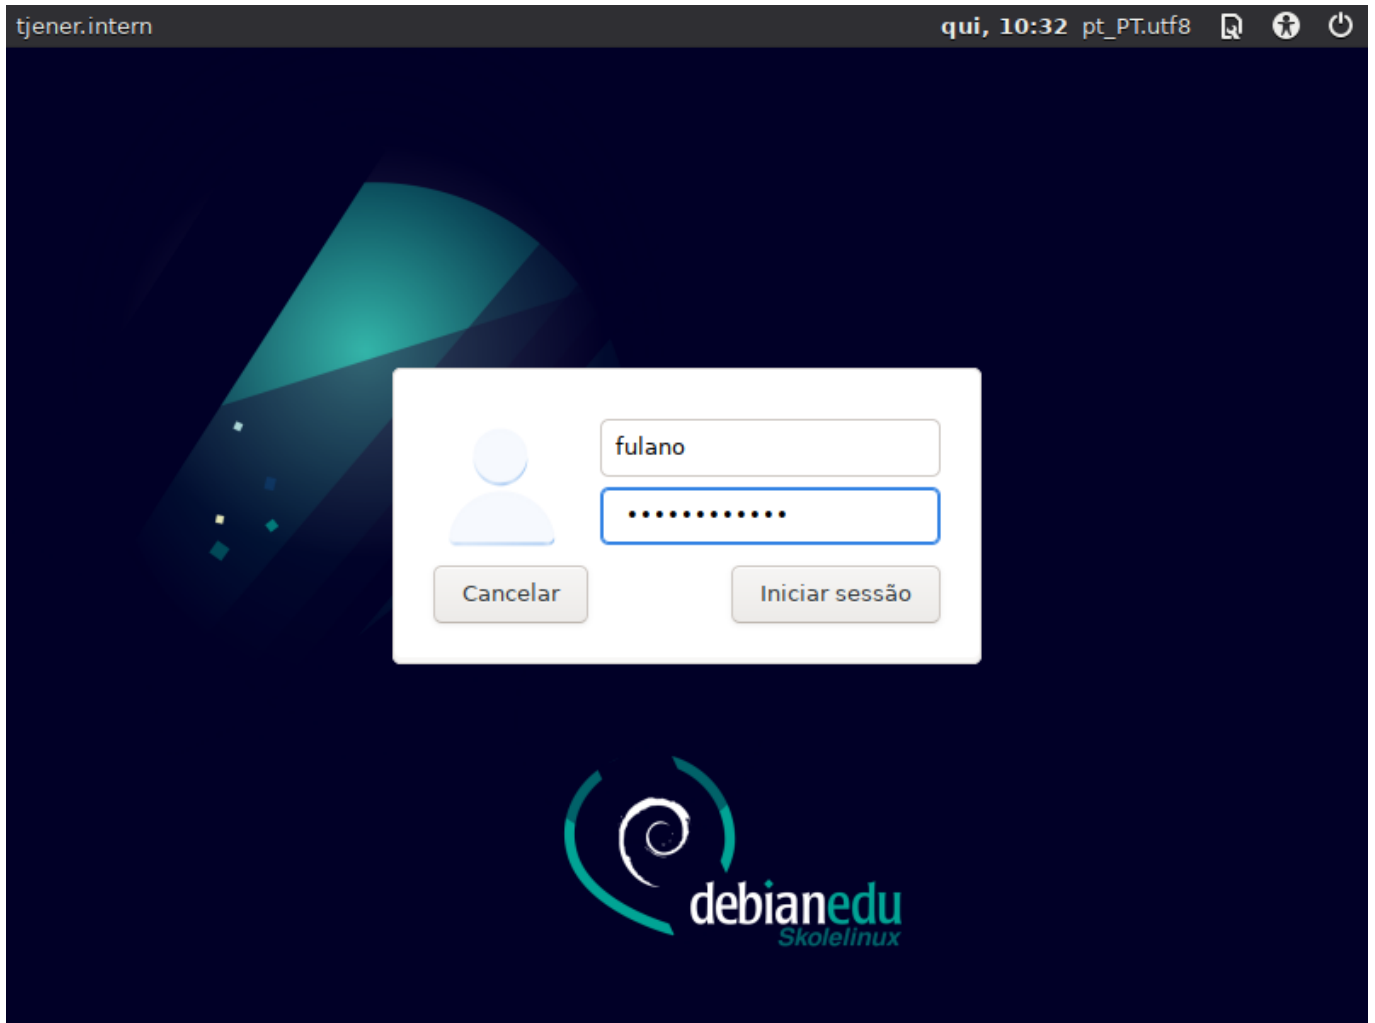 tjener.intern
qui, 10:32 pt_PT.utf8
fulano
••••••••••••
Cancelar
Iniciar sessão
debianedu
Skolelinux